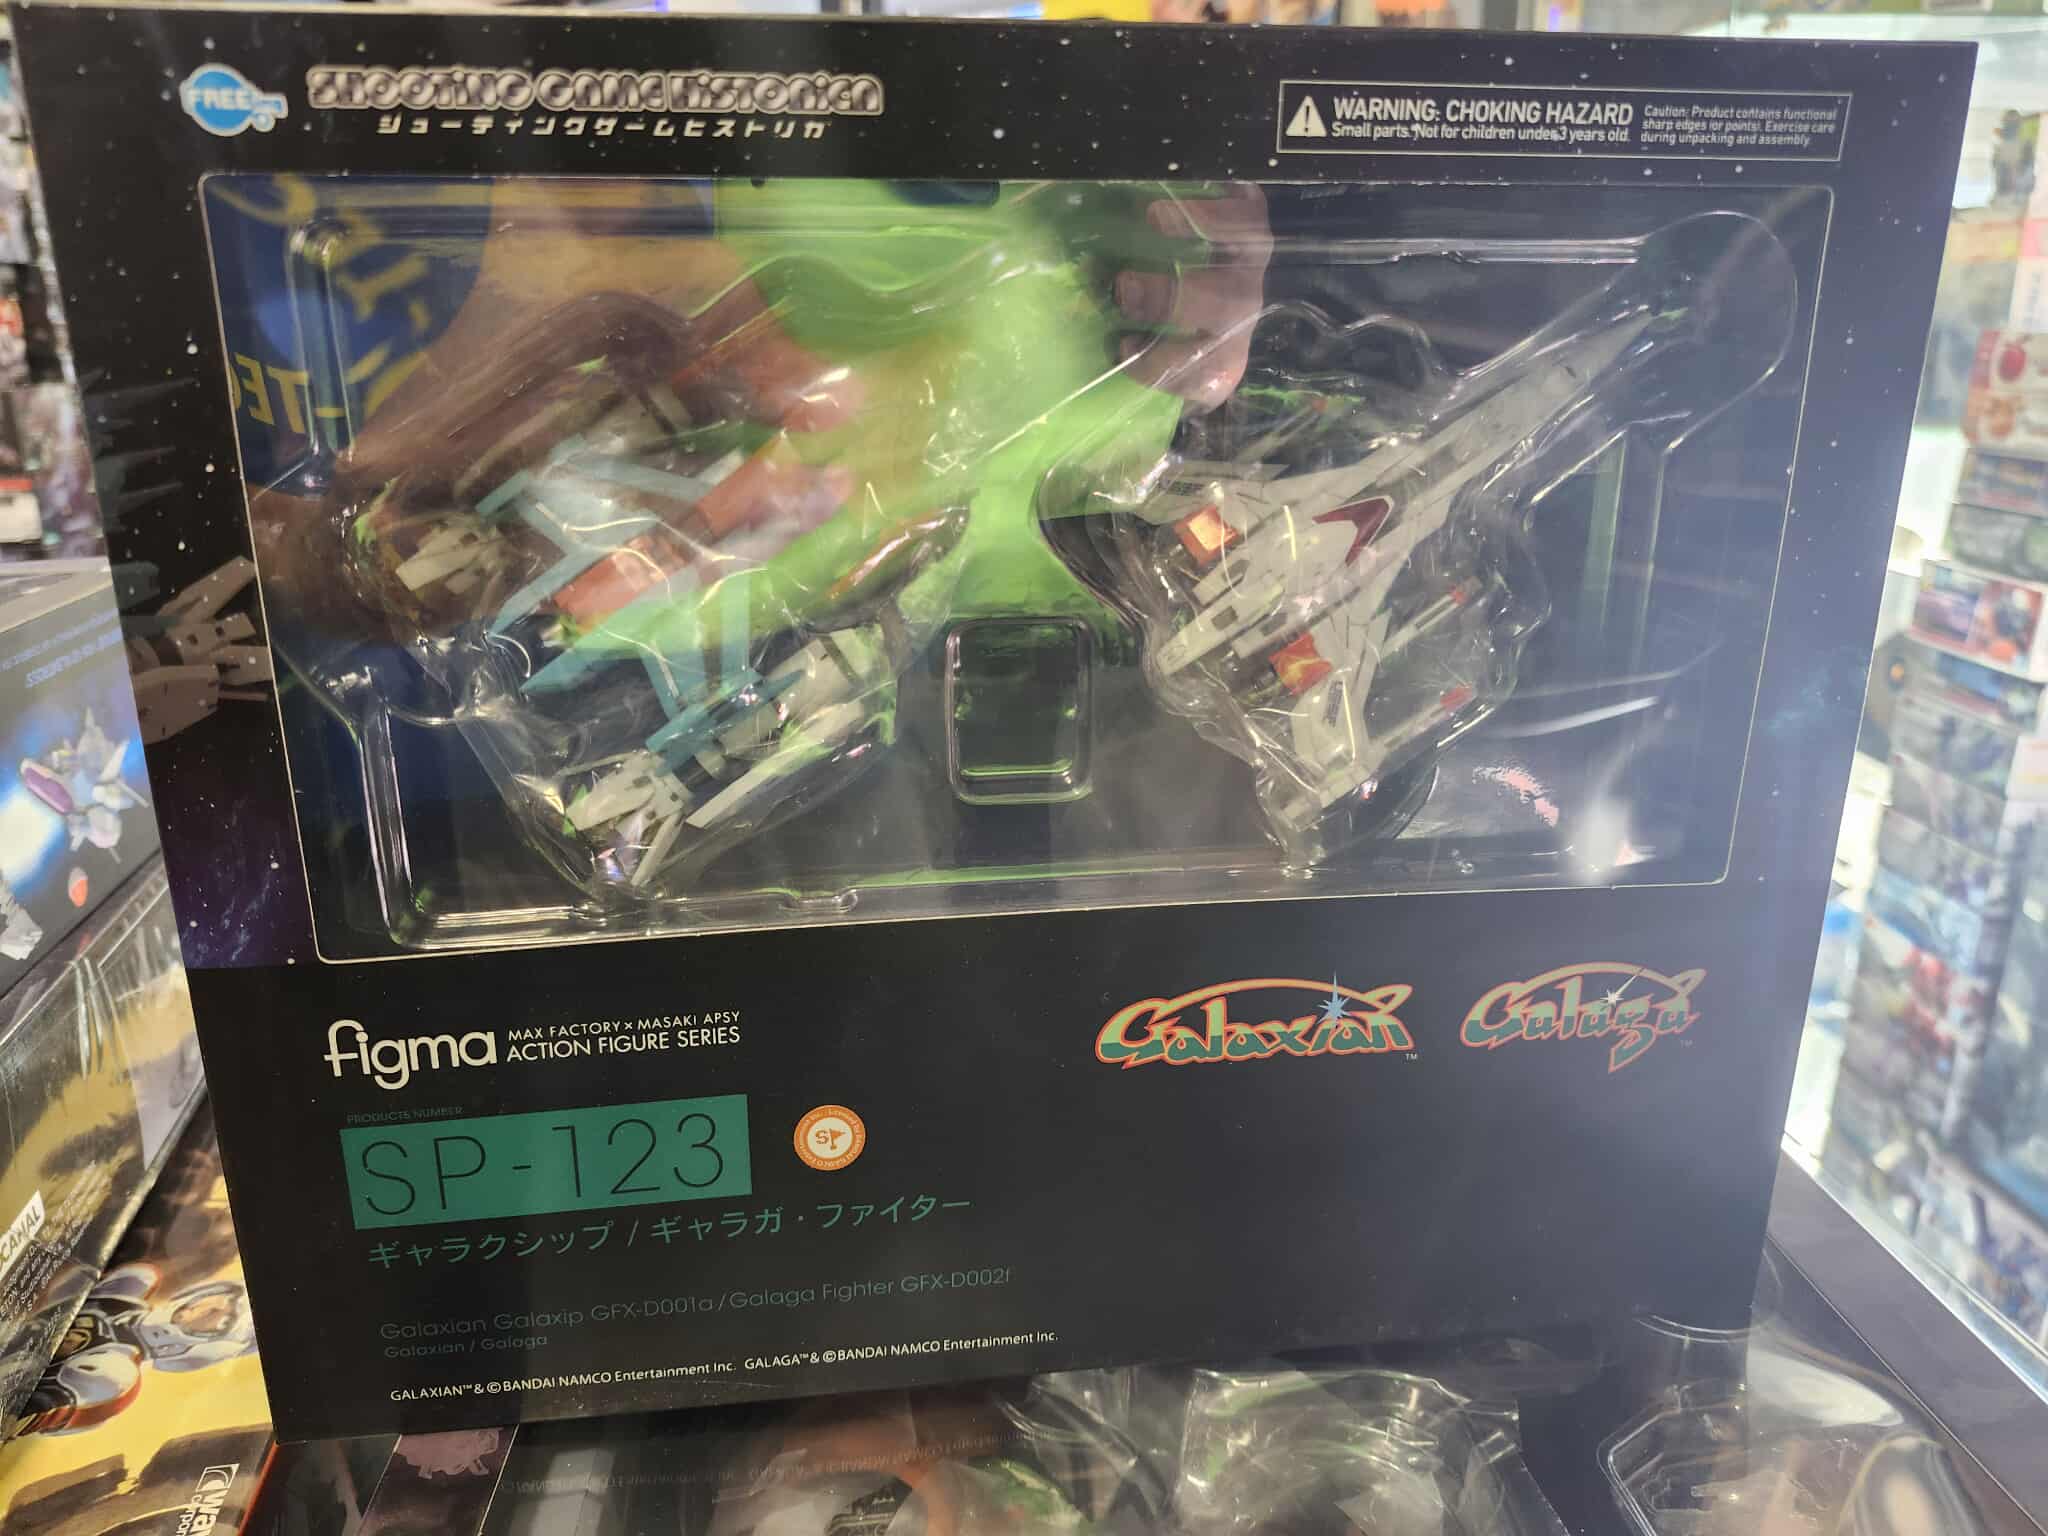 FREEing
SHOOTING GAME HISTORICA
シューティングゲームヒストリカ
WARNING: CHOKING HAZARD
Small parts. Not for children under 3 years old.
Caution: Product contains functional
sharp edges (or points). Exercise care
during unpacking and assembly.
figma
MAX FACTORY × MASAKI APSY
ACTION FIGURE SERIES
Galaxian™
Galaga™
PRODUCTS NUMBER
SP-123
ギャラクシップ / ギャラガ・ファイター
Galaxian Galaxip GFX-D001a / Galaga Fighter GFX-D002f
Galaxian / Galaga
GALAXIAN™ & ©BANDAI NAMCO Entertainment Inc. GALAGA™ & ©BANDAI NAMCO Entertainment Inc.